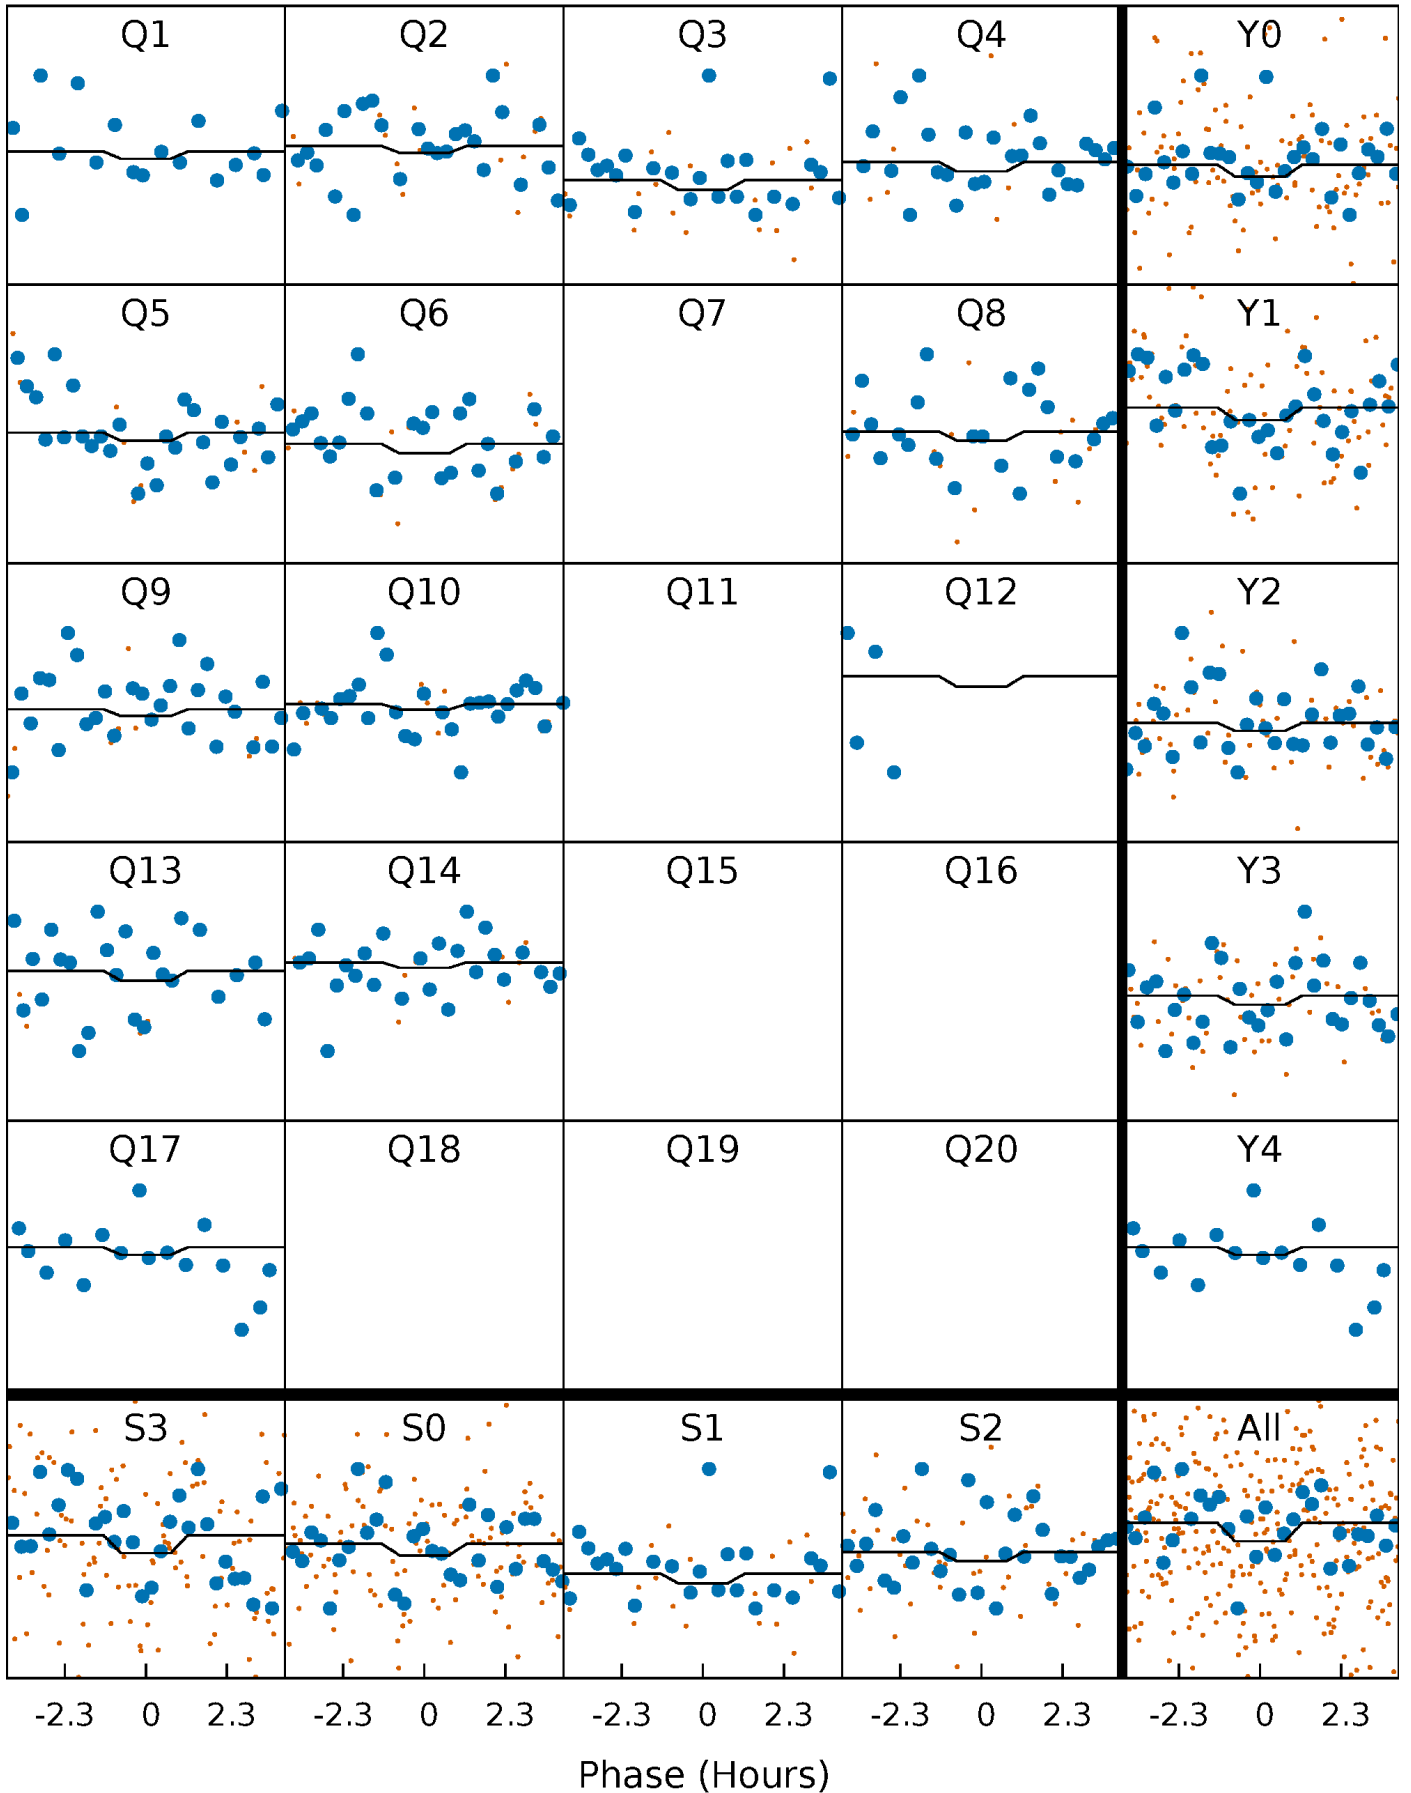 Q1 Q2 Q3 Q4 Y0
Q5 Q6 Q7 Q8 Y1
Q9 Q10 Q11 Q12 Y2
Q13 Q14 Q15 Q16 Y3
Q17 Q18 Q19 Q20 Y4
S3 S0 S1 S2 All
-2.3 0 2.3 -2.3 0 2.3 -2.3 0 2.3 -2.3 0 2.3 -2.3 0 2.3
Phase (Hours)